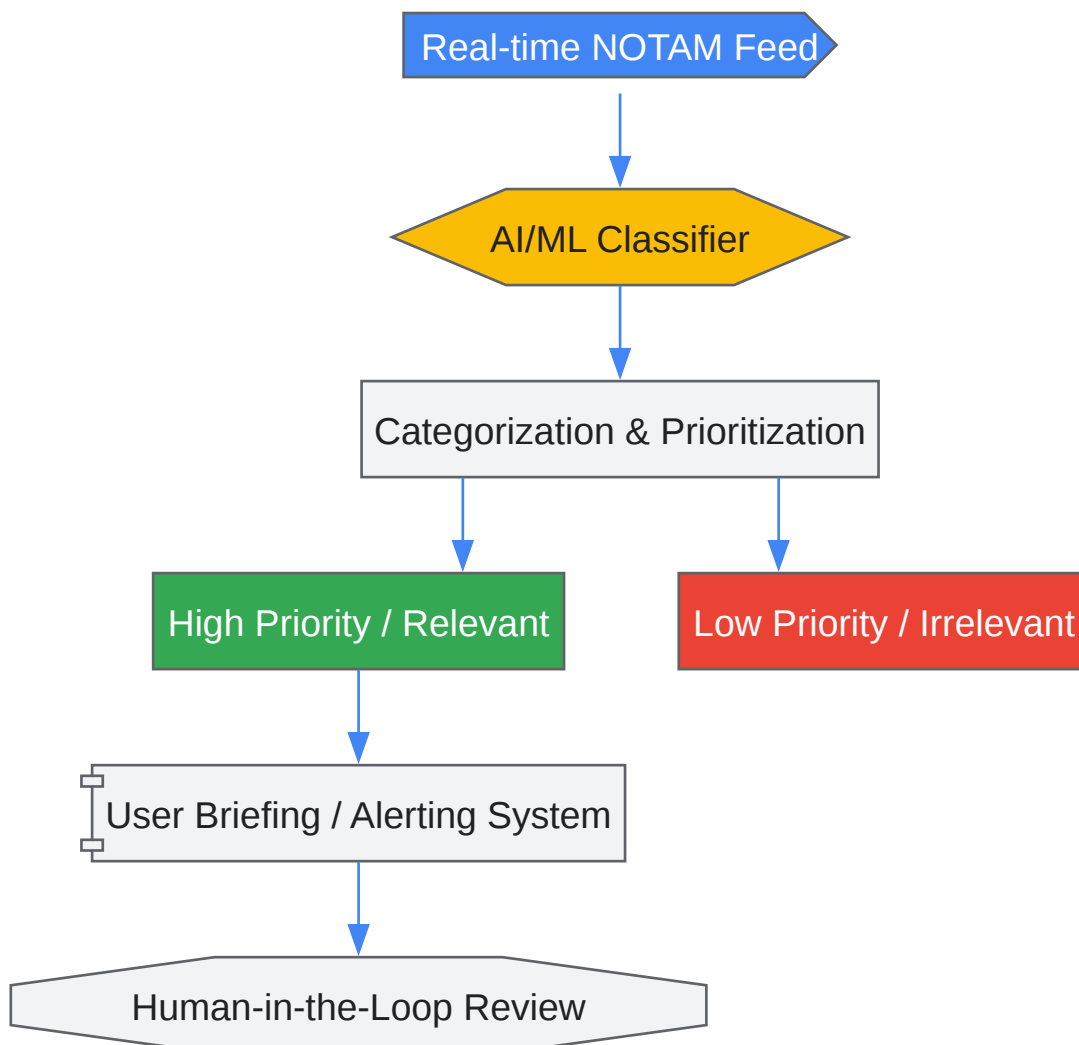 Real-time NOTAM Feed
AI/ML Classifier
Categorization & Prioritization
High Priority / Relevant
Low Priority / Irrelevant
User Briefing / Alerting System
Human-in-the-Loop Review